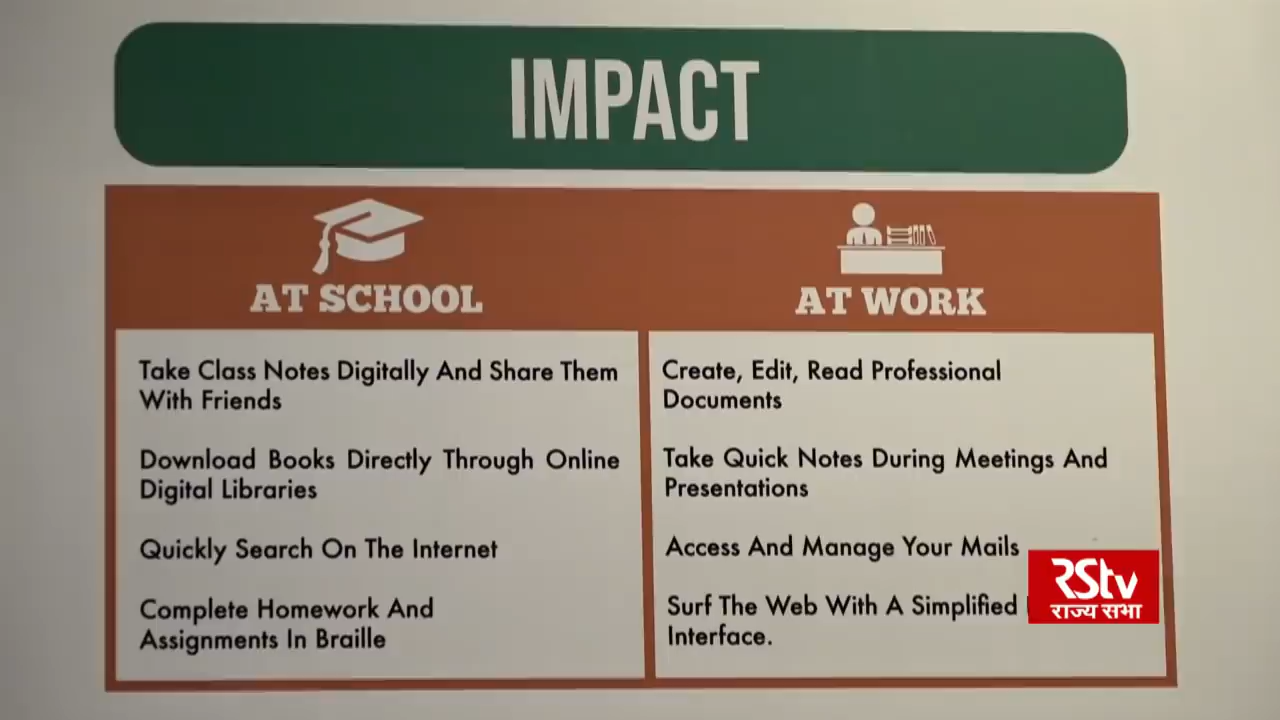 IMPACT
AT SCHOOL
Take Class Notes Digitally And Share Them
With Friends
Download Books Directly Through Online
Digital Libraries
Quickly Search On The Internet
Complete Homework And
Assignments In Braille
AT WORK
Create, Edit, Read Professional
Documents
Take Quick Notes During Meetings And
Presentations
Access And Manage Your Mails
Surf The Web With A Simplified
Interface.
RStv
राज्य सभा